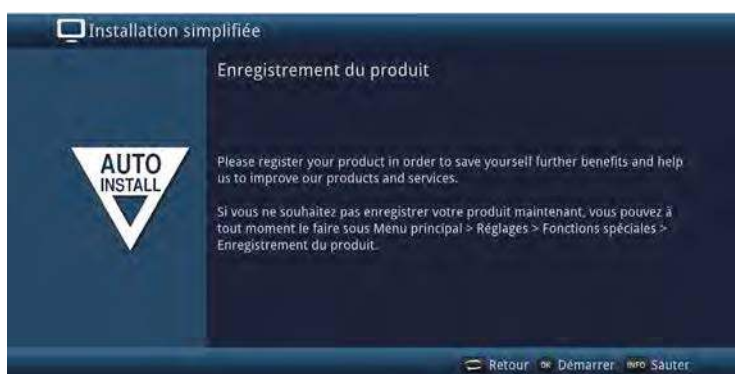 Installation simplifiée
Enregistrement du produit
AUTO
INSTALL
Please register your product in order to save yourself further benefits and help
us to improve our products and services.
Si vous ne souhaitez pas enregistrer votre produit maintenant, vous pouvez à
tout moment le faire sous Menu principal > Réglages > Fonctions spéciales >
Enregistrement du produit.
Retour OK Démarrer INFO Sauter